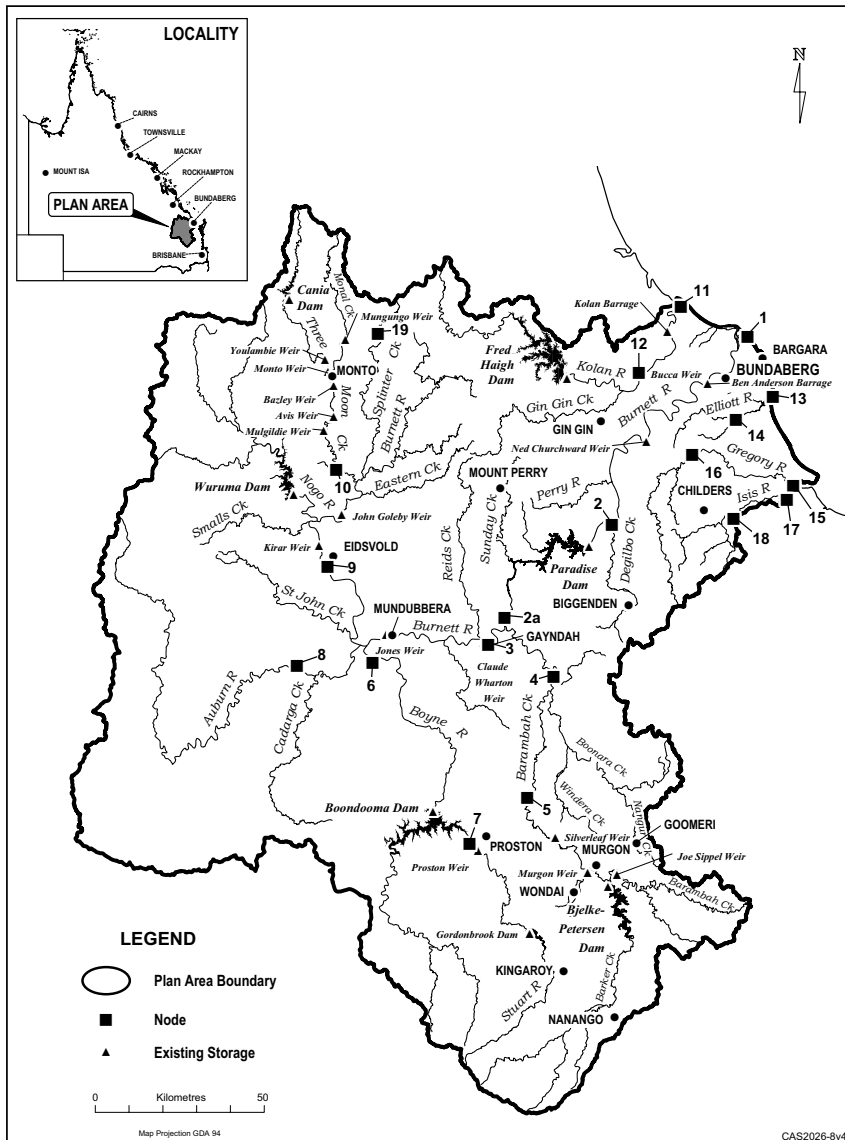 LOCALITY
CAIRNS
TOWNSVILLE
MACKAY
MOUNT ISA
ROCKHAMPTON
BUNDABERG
PLAN AREA
BRISBANE
N
Cania
Dam
Monal Ck
Mungungo Weir
Three
Youlambie Weir
Monto Weir
MONTO
19
Splinter Ck
Burnett R
Bazley Weir
Moon
Avis Weir
Mulgildie Weir
Ck
10
Eastern Ck
Kolan Barrage
11
1
BARGARA
Fred
Haigh
Dam
Kolan R
12
Bucca Weir
BUNDABERG
Ben Anderson Barrage
13
Gin Gin Ck
GIN GIN
Burnett R
Elliott R
14
Ned Churchward Weir
16
Gregory R
15
CHILDERS
Isis R
17
18
MOUNT PERRY
Perry R
2
Wuruma Dam
Nogo R
John Goleby Weir
Smalls Ck
Kirar Weir
EIDSVOLD
9
Reids Ck
Sunday Ck
Paradise
Dam
Degilbo Ck
BIGGENDEN
St John Ck
MUNDUBBERA
Burnett R
2a
GAYNDAH
3
Jones Weir
6
8
Claude
Wharton
Weir
4
Auburn R
Cadarga Ck
Boyne R
Barambah Ck
Boonara Ck
Windera Ck
Nangur Ck
5
Boondooma Dam
7
PROSTON
Proston Weir
Silverleaf Weir
GOOMERI
MURGON
Joe Sippel Weir
Murgon Weir
WONDAI
Barambah Ck
Bjelke-
Petersen
Dam
Gordonbrook Dam
KINGAROY
Stuart R
Barker Ck
NANANGO
LEGEND
Plan Area Boundary
Node
Existing Storage
0 Kilometres 50
Map Projection GDA 94
CAS2026-8v4